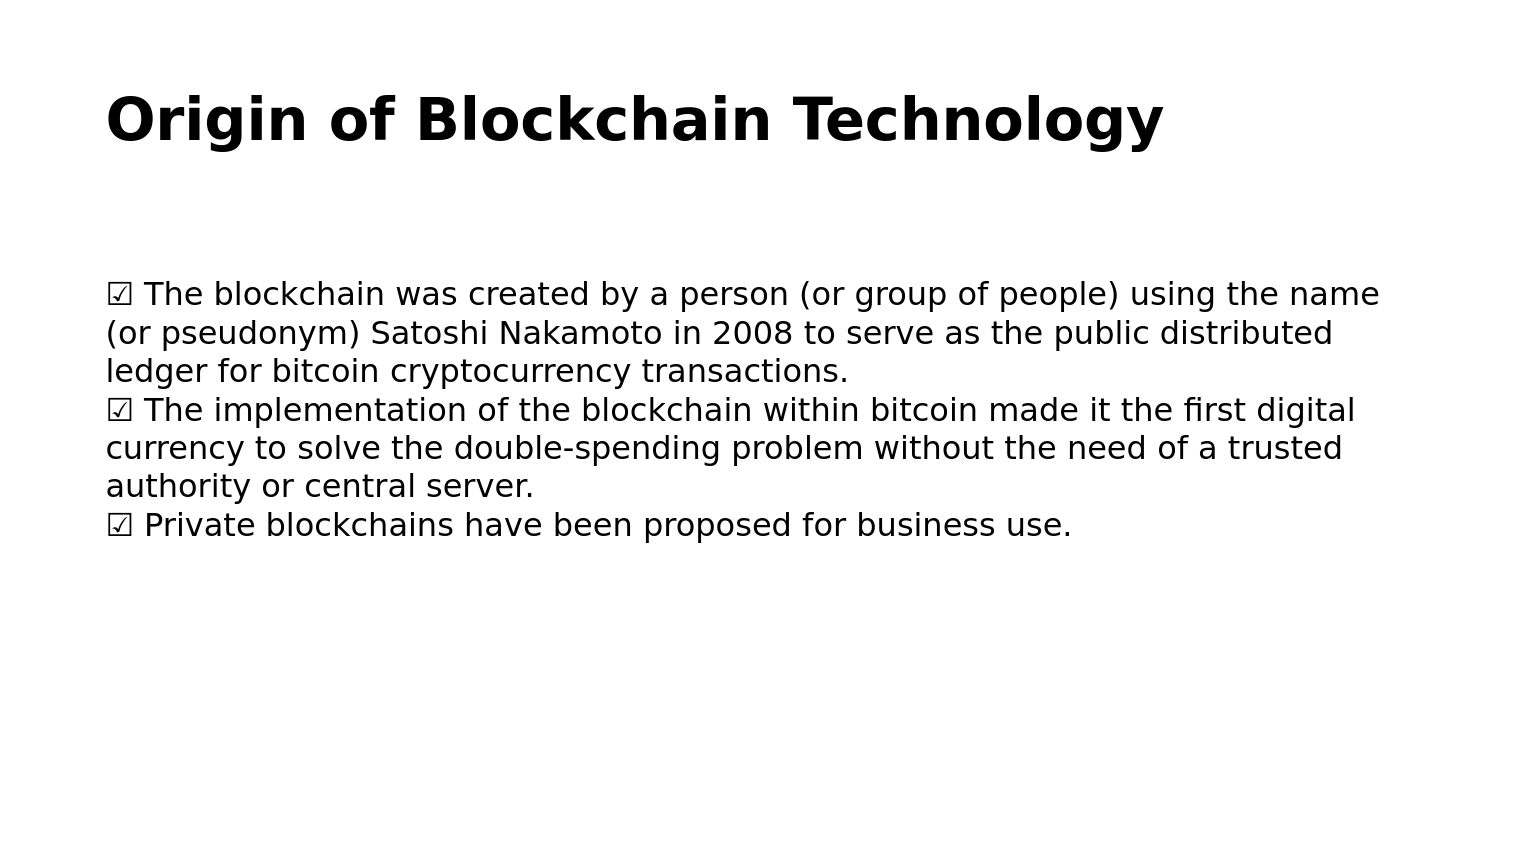 Origin of Blockchain Technology
☑ The blockchain was created by a person (or group of people) using the name
(or pseudonym) Satoshi Nakamoto in 2008 to serve as the public distributed
ledger for bitcoin cryptocurrency transactions.
☑ The implementation of the blockchain within bitcoin made it the first digital
currency to solve the double-spending problem without the need of a trusted
authority or central server.
☑ Private blockchains have been proposed for business use.